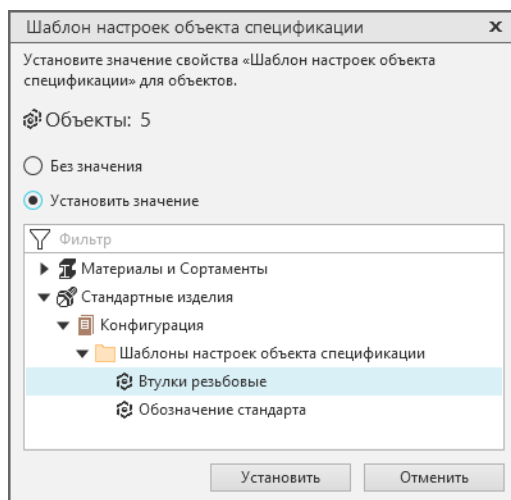 Шаблон настроек объекта спецификации
Установите значение свойства «Шаблон настроек объекта
спецификации» для объектов.
Объекты: 5
Без значения
Установить значение
Фильтр
Материалы и Сортаменты
Стандартные изделия
Конфигурация
Шаблоны настроек объекта спецификации
Втулки резьбовые
Обозначение стандарта
Установить Отменить